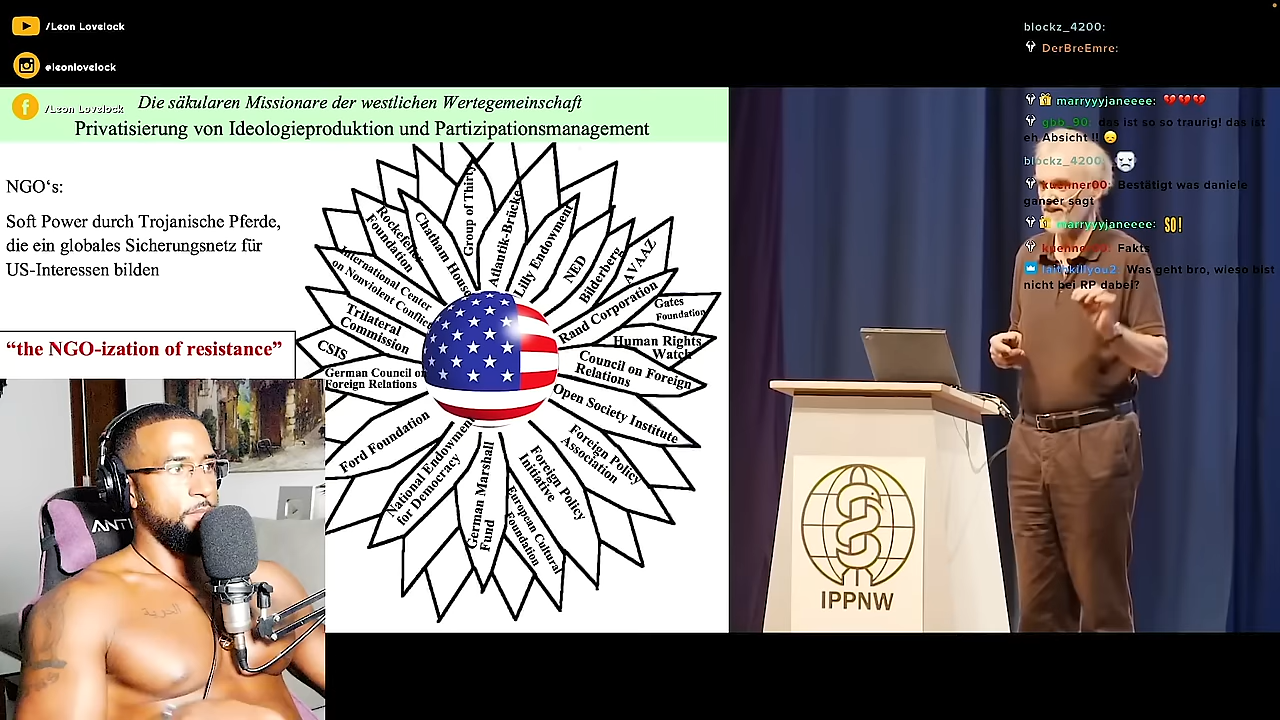 /Leon Lovelock
@leonlovelock
/Leon Lovelock
Die säkularen Missionare der westlichen Wertegemeinschaft
Privatisierung von Ideologieproduktion und Partizipationsmanagement
NGO‘s:
Soft Power durch Trojanische Pferde,
die ein globales Sicherungsnetz für
US-Interessen bilden
“the NGO-ization of resistance”
Group of Thirty
Atlantik-Brücke
Lilly Endowment
NED
Bilderberg
AVAAZ
Rand Corporation
Gates
Foundation
Human Rights
Watch
Council on Foreign
Relations
Open Society Institute
Foreign Policy
Association
Foreign Policy
Initiative
European Cultural
Foundation
German Marshall
Fund
National Endowment
for Democracy
Ford Foundation
German Council on
Foreign Relations
CSIS
Trilateral
Commission
International Center
on Nonviolent Conflict
Rockefeller
Foundation
Chatham House
ANTI
الحرية
IPPNW
blockz_4200:
DerBreEmre:
marryyyjaneeee:
gbb_90: das ist so so traurig! das ist
eh Absicht !!
blockz_4200:
kuenner00: Bestätigt was daniele
ganser sagt
marryyyjaneeee: SO!
Fakts
Was geht bro, wieso bist
nicht bei RP dabei?